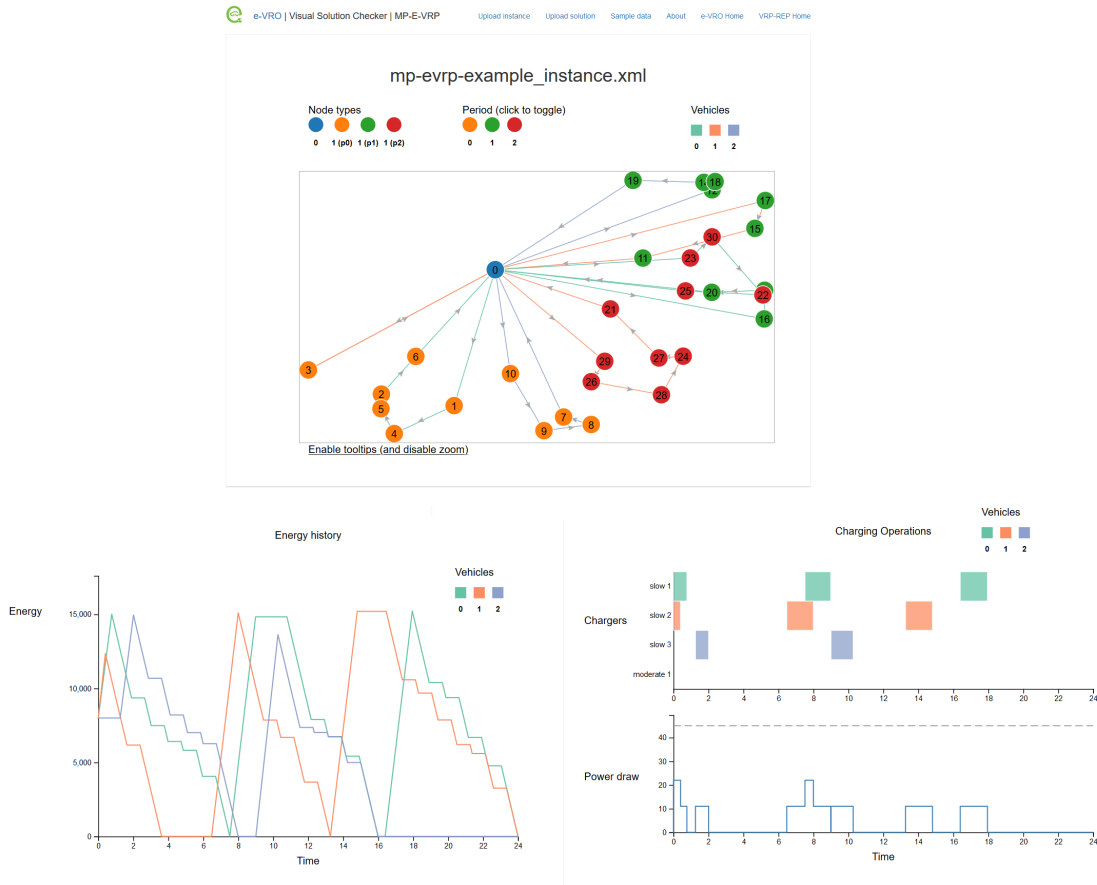 e-VRO | Visual Solution Checker | MP-E-VRP
Upload instance Upload solution Sample data About e-VRO Home VRP-REP Home
mp-evrp-example_instance.xml
Node types Period (click to toggle) Vehicles
0 1 (p0) 1 (p1) 1 (p2) 0 1 2 0 1 2
19 18
17
15
30
11 23
0
25 20 22
16
21
29 27 24
3 6
26
10 28
2
5 1
7
4 9 8
Enable tooltips (and disable zoom)
Energy history
Vehicles
0 1 2
Energy
15,000
10,000
5,000
0
0 2 4 6 8 10 12 14 16 18 20 22 24
Time
Charging Operations
Vehicles
0 1 2
Chargers
slow 1
slow 2
slow 3
moderate 1
0 2 4 6 8 10 12 14 16 18 20 22 24
Power draw
40
30
20
10
0
0 2 4 6 8 10 12 14 16 18 20 22 24
Time